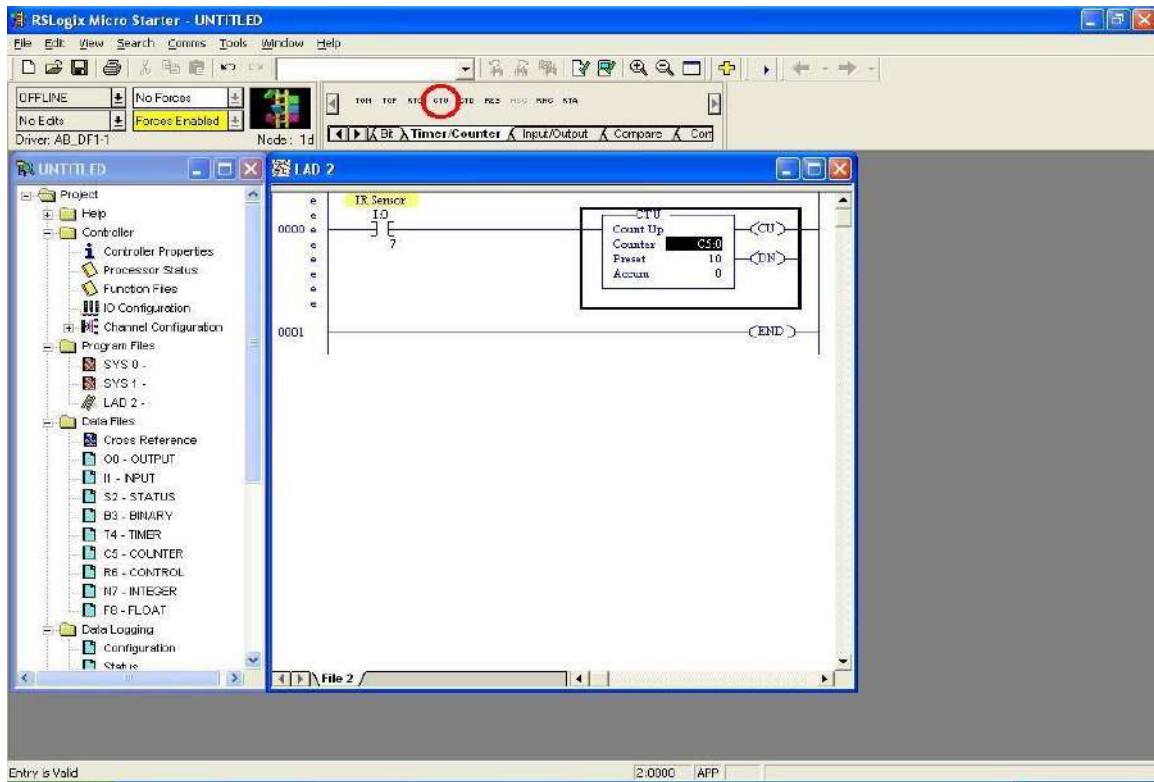 RSLogix Micro Starter - UNTITLED
File Edit View Search Comms Tools Window Help
OFFLINE No Forces
No Edits Forces Enabled
Driver: AB_DF1-1 Node: 1d
TON TOF RTO CTU CTD RES MSG RHC RTA
Bit Timer/Counter Input/Output Compare
UNTITLED
Project
Help
Controller
Controller Properties
Processor Status
Function Files
IO Configuration
Channel Configuration
Program Files
SYS 0 -
SYS 1 -
LAD 2 -
Data Files
Cross Reference
O0 - OUTPUT
I1 - INPUT
S2 - STATUS
B3 - BINARY
T4 - TIMER
C5 - COUNTER
R6 - CONTROL
N7 - INTEGER
F8 - FLOAT
Data Logging
Configuration
Status
LAD 2
e
e
0000 e
e
e
e
e
IR Sensor
I:0
7
CTU
Count Up
Counter C5:0
Preset 10
Accum 0
CU
DN
0001
END
File 2
Entry is Valid
2:0000 APP